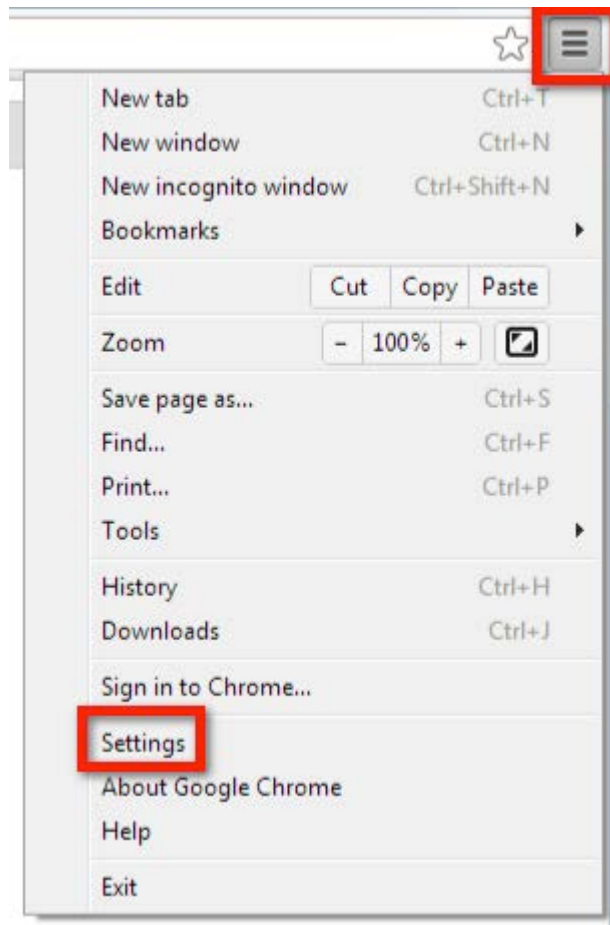 New tab Ctrl+T
New window Ctrl+N
New incognito window Ctrl+Shift+N
Bookmarks
Edit Cut Copy Paste
Zoom - 100% +
Save page as... Ctrl+S
Find... Ctrl+F
Print... Ctrl+P
Tools
History Ctrl+H
Downloads Ctrl+J
Sign in to Chrome...
Settings
About Google Chrome
Help
Exit